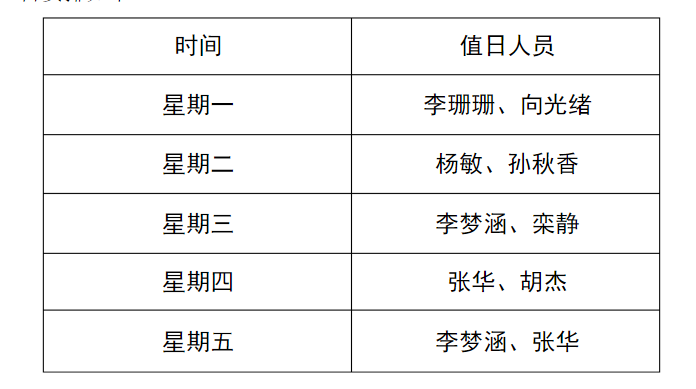 时间 值日人员
星期一 李珊珊、向光绪
星期二 杨敏、孙秋香
星期三 李梦涵、栾静
星期四 张华、胡杰
星期五 李梦涵、张华